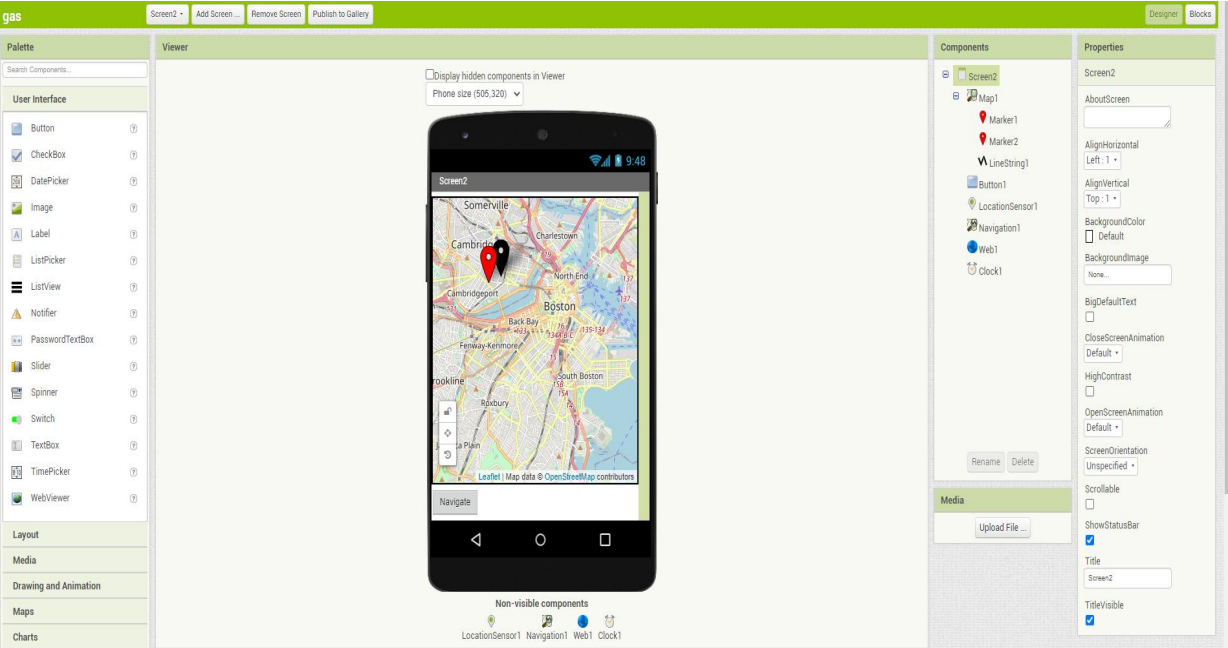 gas
Screen2
Add Screen ...
Remove Screen
Publish to Gallery
Designer
Blocks
Palette
Search Components...
User Interface
Button
CheckBox
DatePicker
Image
Label
ListPicker
ListView
Notifier
PasswordTextBox
Slider
Spinner
Switch
TextBox
TimePicker
WebViewer
Layout
Media
Drawing and Animation
Maps
Charts
Viewer
Display hidden components in Viewer
Phone size (505,320)
9:48
Screen2
Somerville
Charlestown
Cambridge
North End
137
137
Cambridgeport
Boston
Back Bay
135-134
Fenway-Kenmore
South Boston
15B
15A
Roxbury
Plain
Leaflet | Map data © OpenStreetMap contributors
Navigate
Non-visible components
LocationSensor1
Navigation1
Web1
Clock1
Components
Screen2
Map1
Marker1
Marker2
LineString1
Button1
LocationSensor1
Navigation1
Web1
Clock1
Rename
Delete
Media
Upload File ...
Properties
Screen2
AboutScreen
AlignHorizontal
Left : 1
AlignVertical
Top : 1
BackgroundColor
Default
BackgroundImage
None...
BigDefaultText
CloseScreenAnimation
Default
HighContrast
OpenScreenAnimation
Default
ScreenOrientation
Unspecified
Scrollable
ShowStatusBar
Title
Screen2
TitleVisible